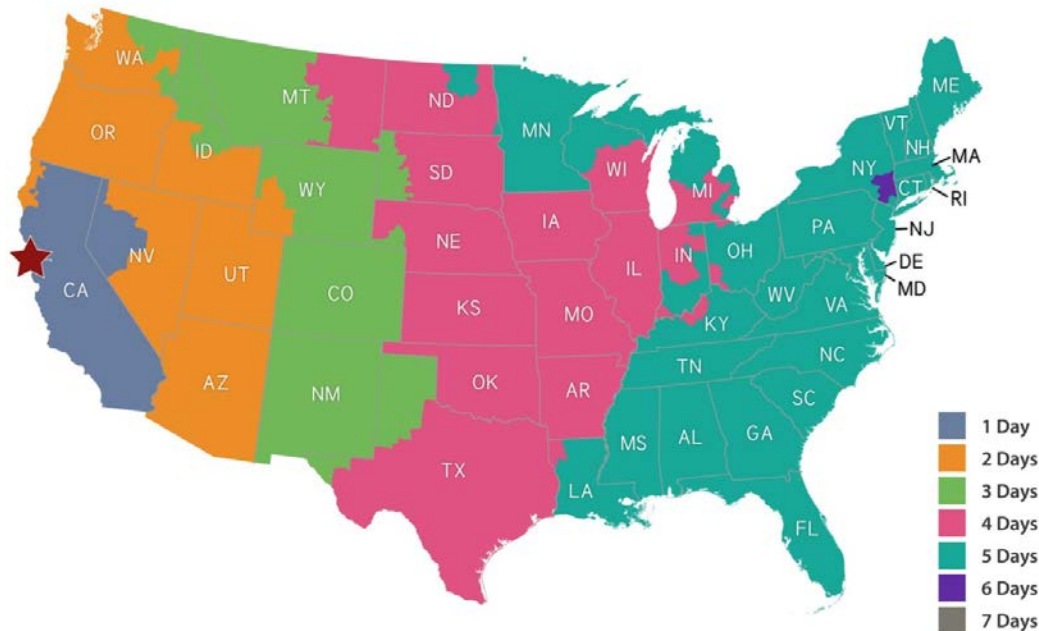 WA
MT
ND
ME
MN
VT
OR
NH
ID
MA
NY
WI
SD
CT
WY
MI
RI
IA
PA
NJ
NE
NV
OH
IN
UT
IL
DE
CA
CO
MD
WV
VA
KS
MO
KY
NC
TN
AZ
OK
NM
AR
SC
MS
AL
GA
TX
LA
FL
1 Day
2 Days
3 Days
4 Days
5 Days
6 Days
7 Days